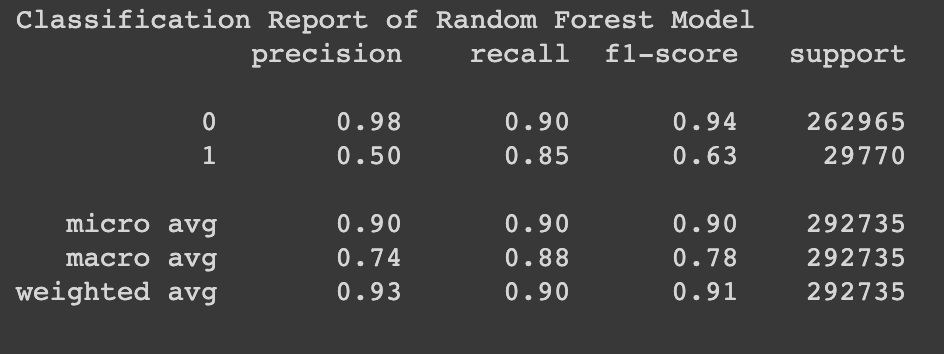 Classification Report of Random Forest Model
precision recall f1-score support
0 0.98 0.90 0.94 262965
1 0.50 0.85 0.63 29770
micro avg 0.90 0.90 0.90 292735
macro avg 0.74 0.88 0.78 292735
weighted avg 0.93 0.90 0.91 292735